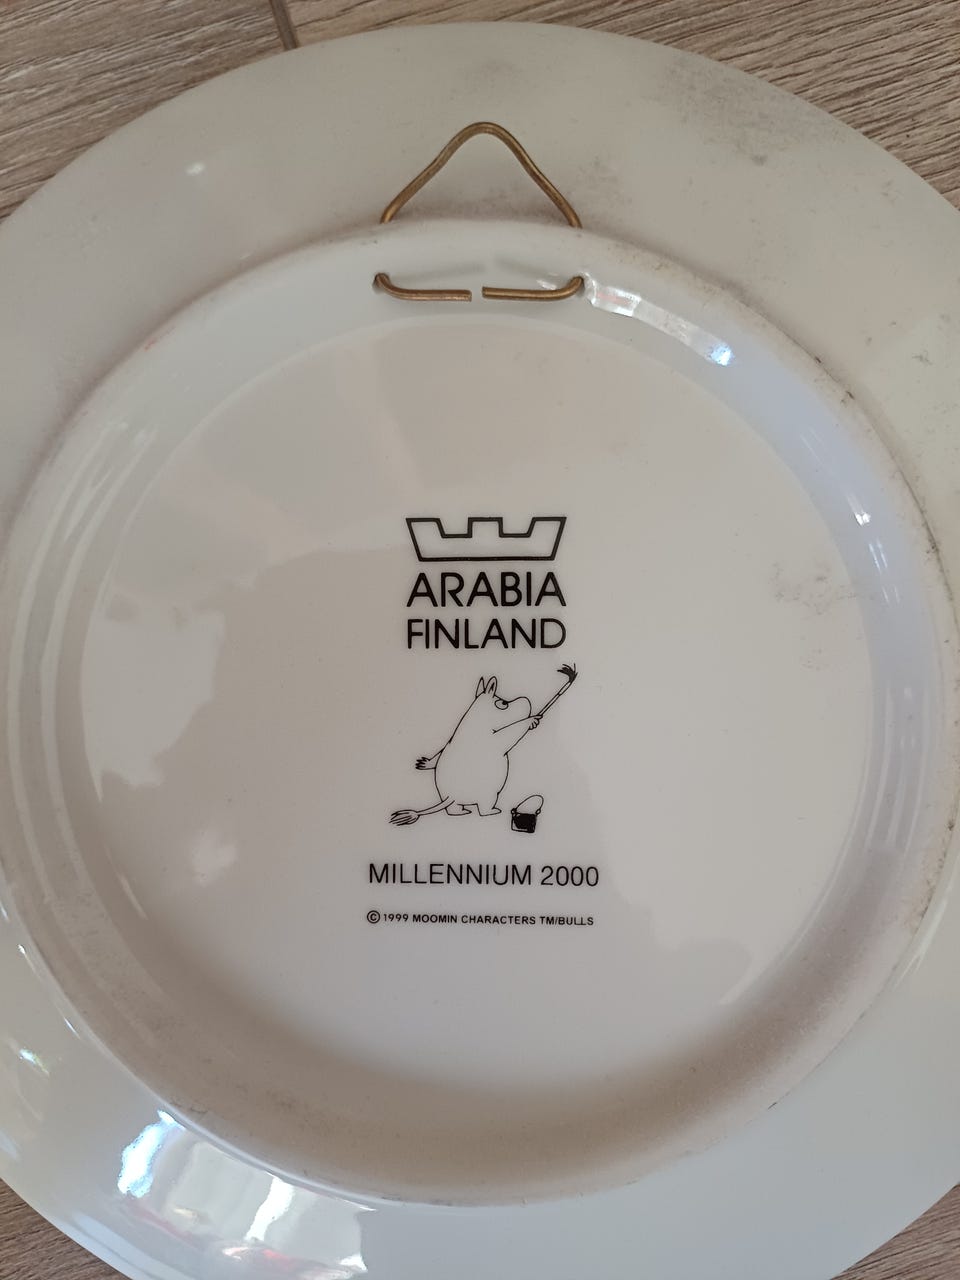 ARABIA
FINLAND
MILLENNIUM 2000
© 1999 MOOMIN CHARACTERS TM/BULLS